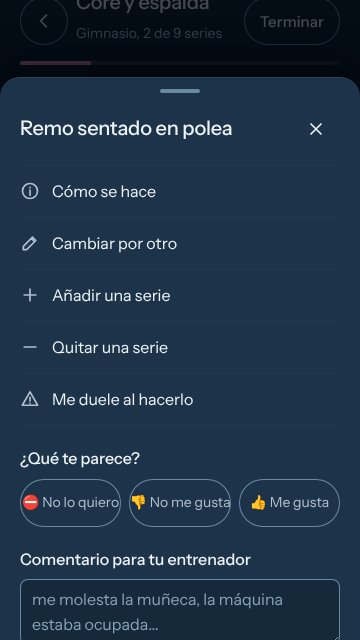 Core y espalda
Gimnasio, 2 de 9 series
Terminar
Remo sentado en polea
Cómo se hace
Cambiar por otro
Añadir una serie
Quitar una serie
Me duele al hacerlo
¿Qué te parece?
⛔ No lo quiero
👎 No me gusta
👍 Me gusta
Comentario para tu entrenador
me molesta la muñeca, la máquina
estaba ocupada...